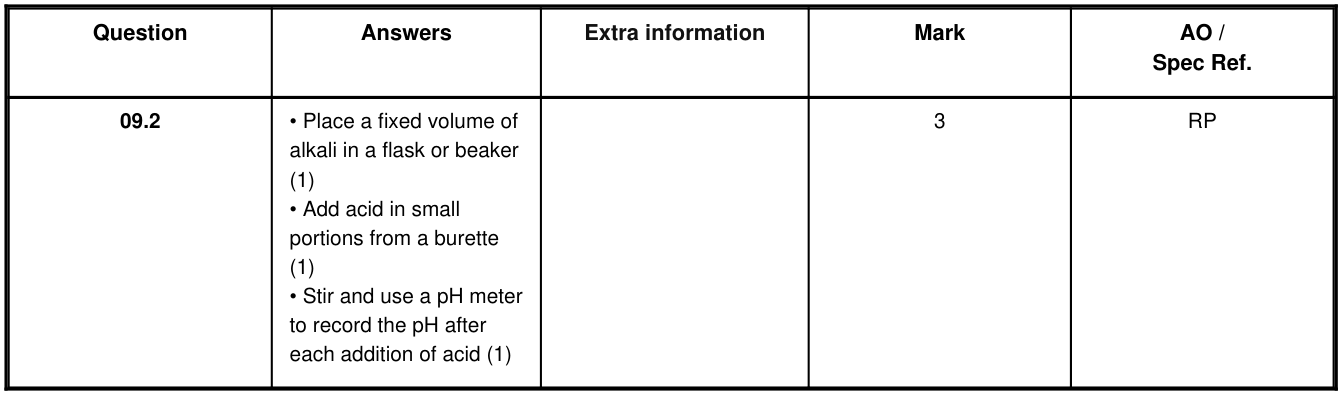 Question Answers Extra information Mark AO /
Spec Ref.
09.2 • Place a fixed volume of 3 RP
alkali in a flask or beaker
(1)
• Add acid in small
portions from a burette
(1)
• Stir and use a pH meter
to record the pH after
each addition of acid (1)